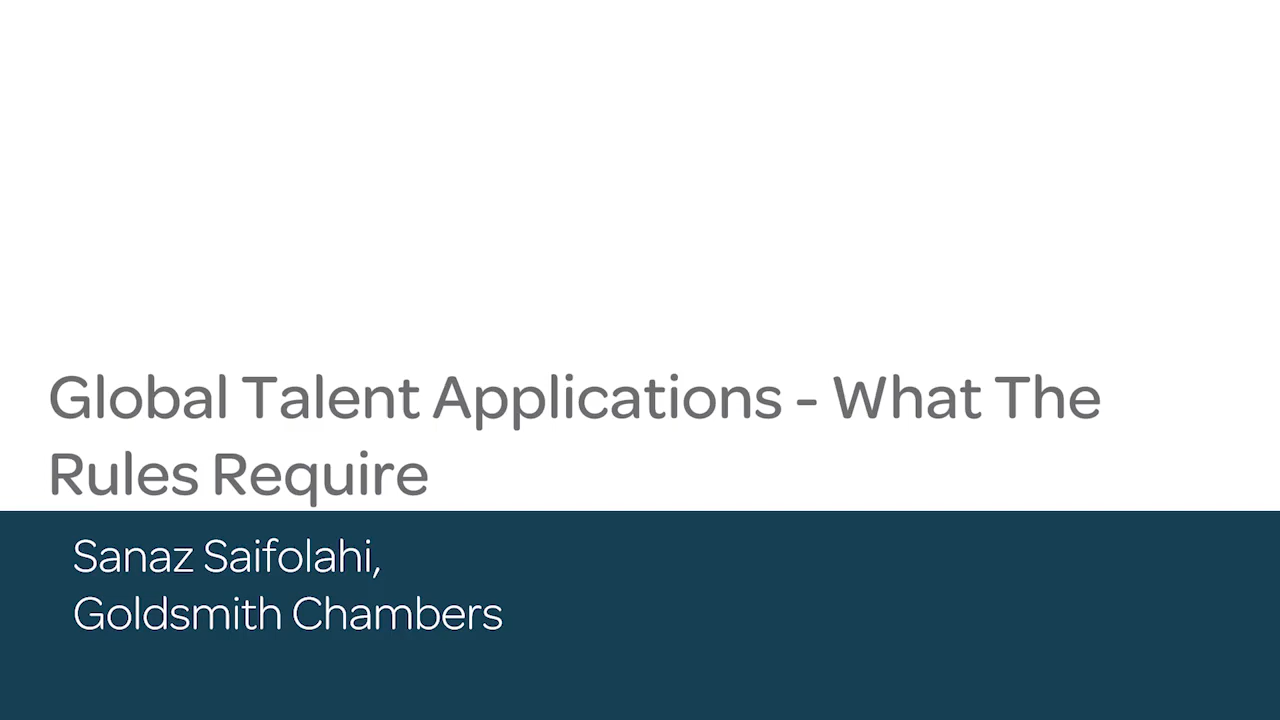 Global Talent Applications - What The
Rules Require
Sanaz Saifolahi,
Goldsmith Chambers